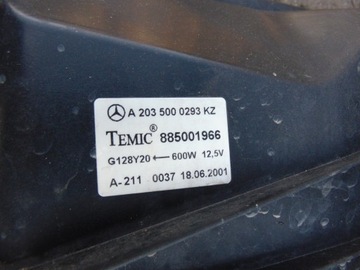 A 203 500 0293 KZ
TEMIC® 885001966
G128Y20 ← 600W 12,5V
A-211 0037 18.06.2001